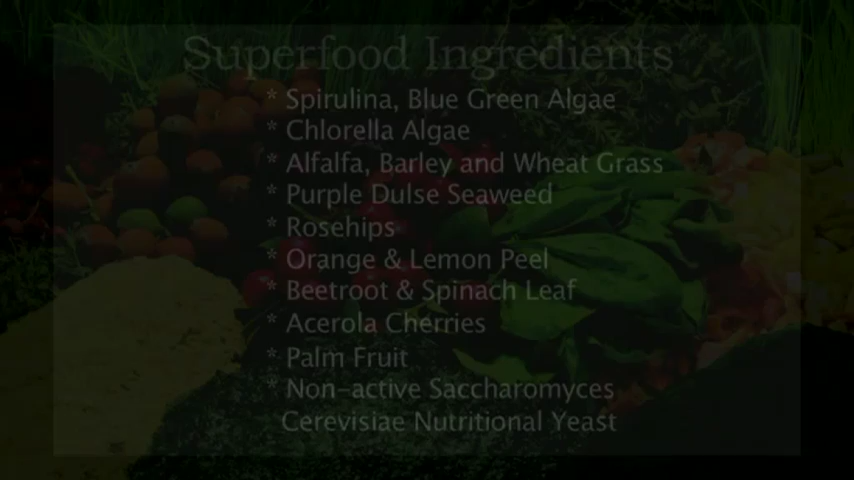 Superfood Ingredients
* Spirulina, Blue Green Algae
* Chlorella Algae
* Alfalfa, Barley and Wheat Grass
* Purple Dulse Seaweed
* Rosehips
* Orange & Lemon Peel
* Beetroot & Spinach Leaf
* Acerola Cherries
* Palm Fruit
* Non-active Saccharomyces
Cerevisiae Nutritional Yeast